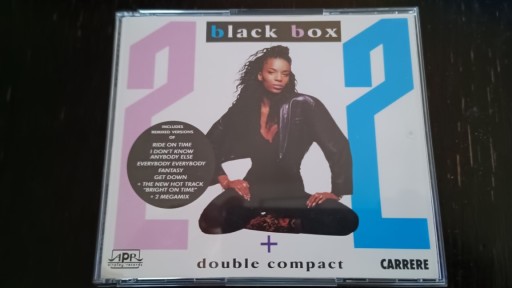 black box
2 2
INCLUDES
REMIXED VERSIONS
OF
RIDE ON TIME
I DON'T KNOW
ANYBODY ELSE
EVERYBODY EVERYBODY
FANTASY
GET DOWN
+ THE NEW HOT TRACK
"BRIGHT ON TIME"
+ 2 MEGAMIX
+
double compact
CARRERE